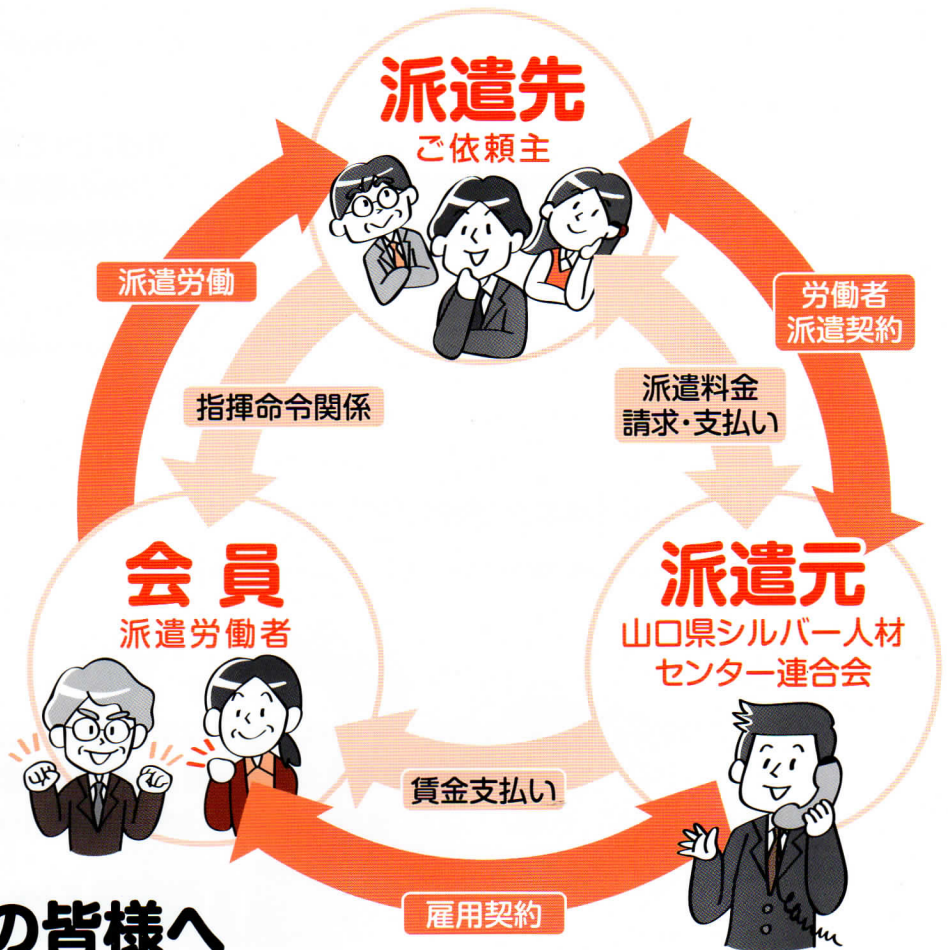 派遣先
ご依頼主
派遣労働
労働者
派遣契約
指揮命令関係
派遣料金
請求・支払い
会員
派遣労働者
派遣元
山口県シルバー人材
センター連合会
賃金支払い
雇用契約
の皆様へ